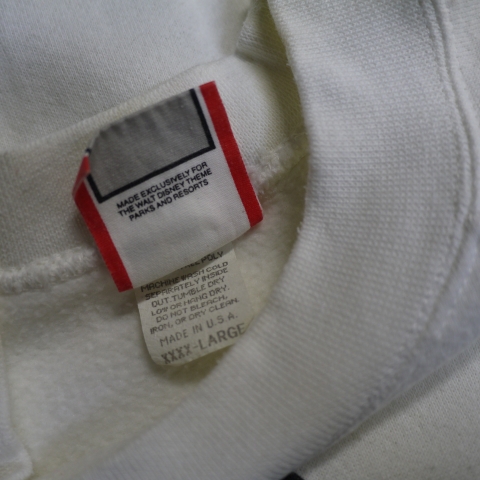 MADE EXCLUSIVELY FOR
THE WALT DISNEY THEME
PARKS AND RESORTS
POLY
MACHINE WASH COLD
SEPARATELY INSIDE
OUT. TUMBLE DRY
LOW OR HANG DRY.
DO NOT BLEACH,
IRON, OR DRY CLEAN.
MADE IN U.S.A.
XXXX-LARGE